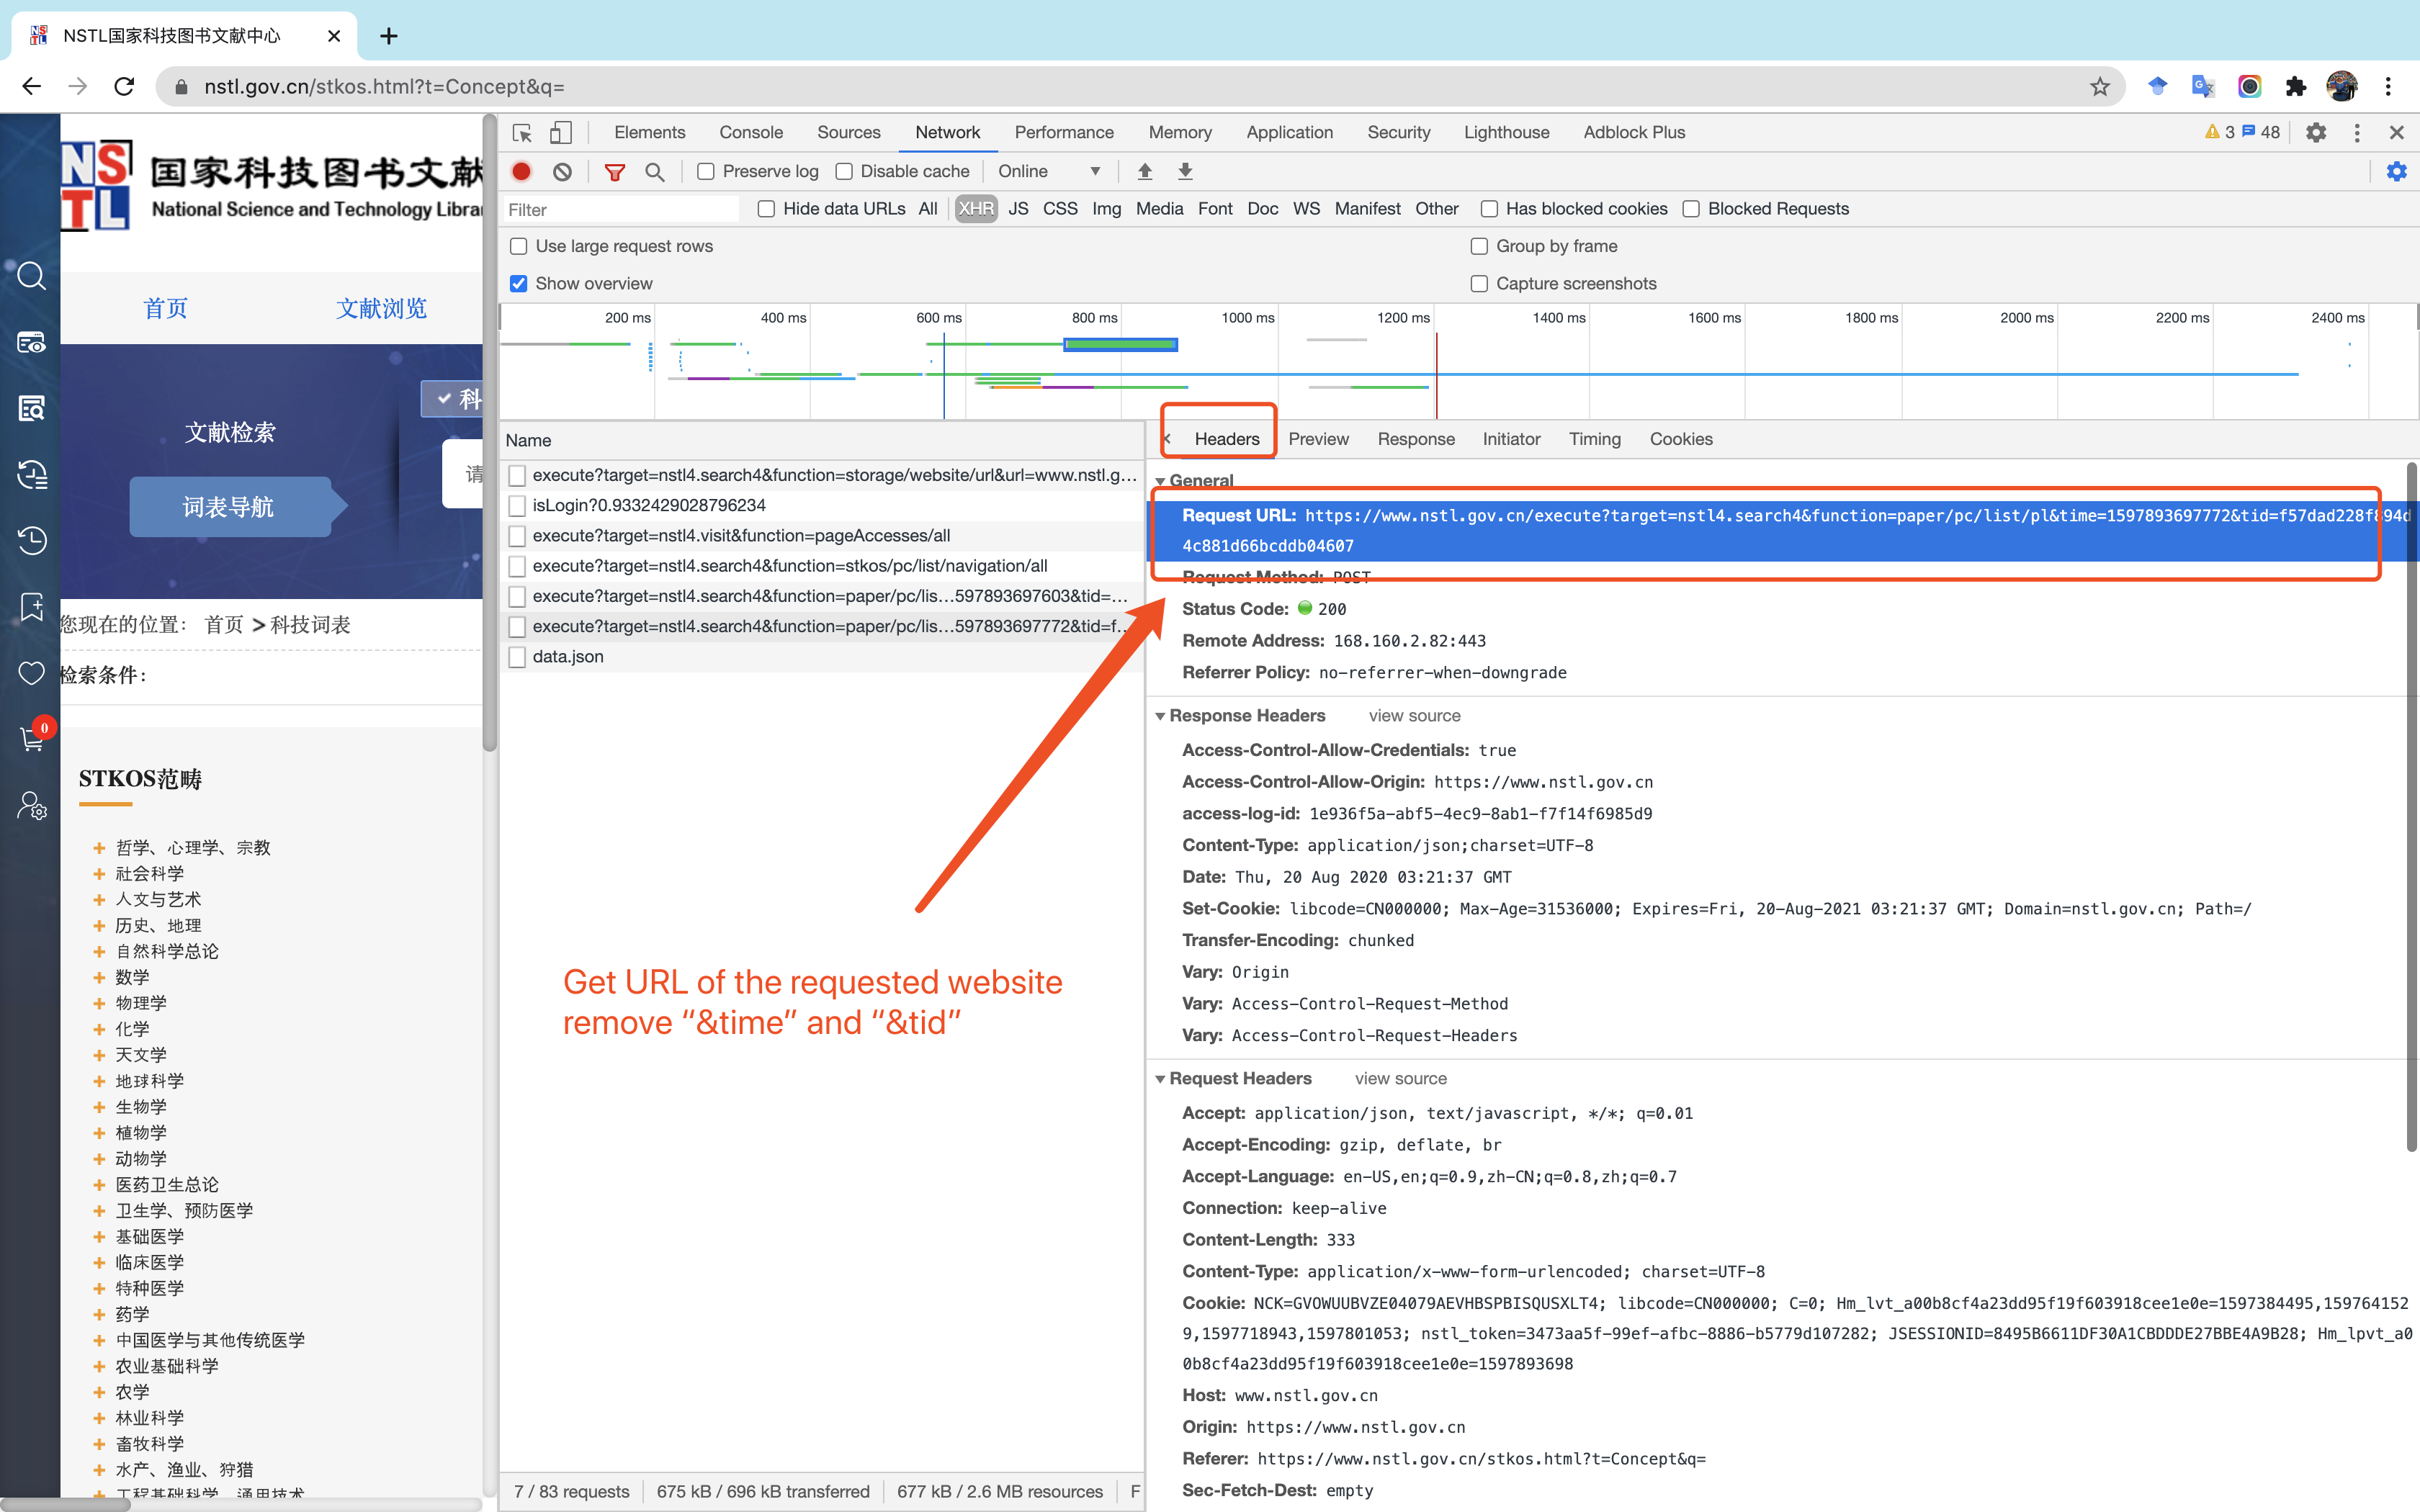 NSTL国家科技图书文献中心
nstl.gov.cn/stkos.html?t=Concept&q=
NSTL
国家科技图书文献
National Science and Technology Libra
首页 文献浏览
科
文献检索
请
词表导航
您现在的位置： 首页 > 科技词表
检索条件：
0
STKOS范畴
哲学、心理学、宗教
社会科学
人文与艺术
历史、地理
自然科学总论
数学
物理学
化学
天文学
地球科学
生物学
植物学
动物学
医药卫生总论
卫生学、预防医学
基础医学
临床医学
特种医学
药学
中国医学与其他传统医学
农业基础科学
农学
林业科学
畜牧科学
水产、渔业、狩猎
工程基础科学、通用技术
Elements Console Sources Network Performance Memory Application Security Lighthouse Adblock Plus 3 48
Preserve log Disable cache Online
Filter Hide data URLs All XHR JS CSS Img Media Font Doc WS Manifest Other Has blocked cookies Blocked Requests
Use large request rows Group by frame
Show overview Capture screenshots
200 ms 400 ms 600 ms 800 ms 1000 ms 1200 ms 1400 ms 1600 ms 1800 ms 2000 ms 2200 ms 2400 ms
Name
execute?target=nstl4.search4&function=storage/website/url&url=www.nstl.g…
isLogin?0.9332429028796234
execute?target=nstl4.visit&function=pageAccesses/all
execute?target=nstl4.search4&function=stkos/pc/list/navigation/all
execute?target=nstl4.search4&function=paper/pc/lis…597893697603&tid=…
execute?target=nstl4.search4&function=paper/pc/lis…597893697772&tid=f…
data.json
Get URL of the requested website
remove “&time” and “&tid”
7 / 83 requests 675 kB / 696 kB transferred 677 kB / 2.6 MB resources F
Headers Preview Response Initiator Timing Cookies
General
Request URL: https://www.nstl.gov.cn/execute?target=nstl4.search4&function=paper/pc/list/pl&time=1597893697772&tid=f57dad228f894d
4c881d66bcddb04607
Request Method: POST
Status Code: 200
Remote Address: 168.160.2.82:443
Referrer Policy: no-referrer-when-downgrade
Response Headers view source
Access-Control-Allow-Credentials: true
Access-Control-Allow-Origin: https://www.nstl.gov.cn
access-log-id: 1e936f5a-abf5-4ec9-8ab1-f7f14f6985d9
Content-Type: application/json;charset=UTF-8
Date: Thu, 20 Aug 2020 03:21:37 GMT
Set-Cookie: libcode=CN000000; Max-Age=31536000; Expires=Fri, 20-Aug-2021 03:21:37 GMT; Domain=nstl.gov.cn; Path=/
Transfer-Encoding: chunked
Vary: Origin
Vary: Access-Control-Request-Method
Vary: Access-Control-Request-Headers
Request Headers view source
Accept: application/json, text/javascript, */*; q=0.01
Accept-Encoding: gzip, deflate, br
Accept-Language: en-US,en;q=0.9,zh-CN;q=0.8,zh;q=0.7
Connection: keep-alive
Content-Length: 333
Content-Type: application/x-www-form-urlencoded; charset=UTF-8
Cookie: NCK=GVOWUUBVZE04079AEVHBSPBISQUSXLT4; libcode=CN000000; C=0; Hm_lvt_a00b8cf4a23dd95f19f603918cee1e0e=1597384495,159764152
9,1597718943,1597801053; nstl_token=3473aa5f-99ef-afbc-8886-b5779d107282; JSESSIONID=8495B6611DF30A1CBDDDE27BBE4A9B28; Hm_lpvt_a0
0b8cf4a23dd95f19f603918cee1e0e=1597893698
Host: www.nstl.gov.cn
Origin: https://www.nstl.gov.cn
Referer: https://www.nstl.gov.cn/stkos.html?t=Concept&q=
Sec-Fetch-Dest: empty